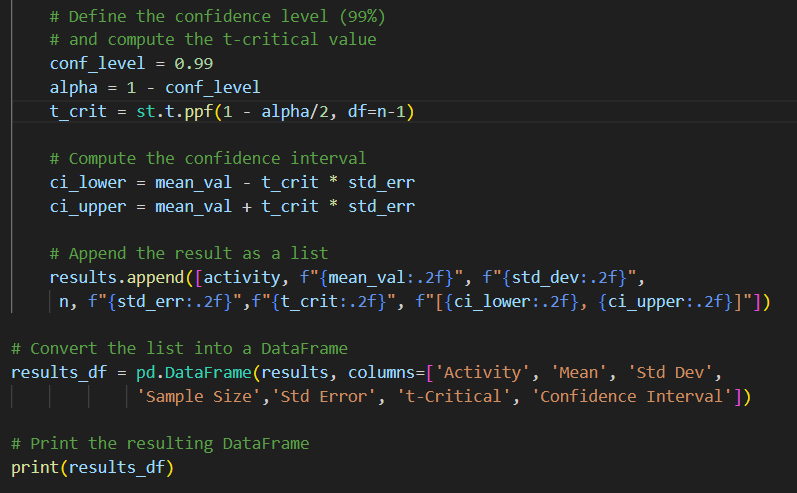 # Define the confidence level (99%)
# and compute the t-critical value
conf_level = 0.99
alpha = 1 - conf_level
t_crit = st.t.ppf(1 - alpha/2, df=n-1)
# Compute the confidence interval
ci_lower = mean_val - t_crit * std_err
ci_upper = mean_val + t_crit * std_err
# Append the result as a list
results.append([activity, f"{mean_val:.2f}", f"{std_dev:.2f}",
n, f"{std_err:.2f}",f"{t_crit:.2f}", f"[{ci_lower:.2f}, {ci_upper:.2f}]"])
# Convert the list into a DataFrame
results_df = pd.DataFrame(results, columns=['Activity', 'Mean', 'Std Dev',
'Sample Size','Std Error', 't-Critical', 'Confidence Interval'])
# Print the resulting DataFrame
print(results_df)